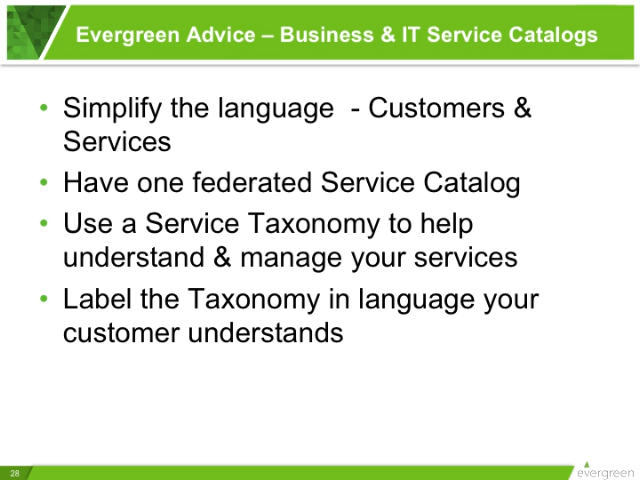 Evergreen Advice – Business & IT Service Catalogs
• Simplify the language  - Customers &
Services
• Have one federated Service Catalog
• Use a Service Taxonomy to help
understand & manage your services
• Label the Taxonomy in language your
customer understands
28
evergreen